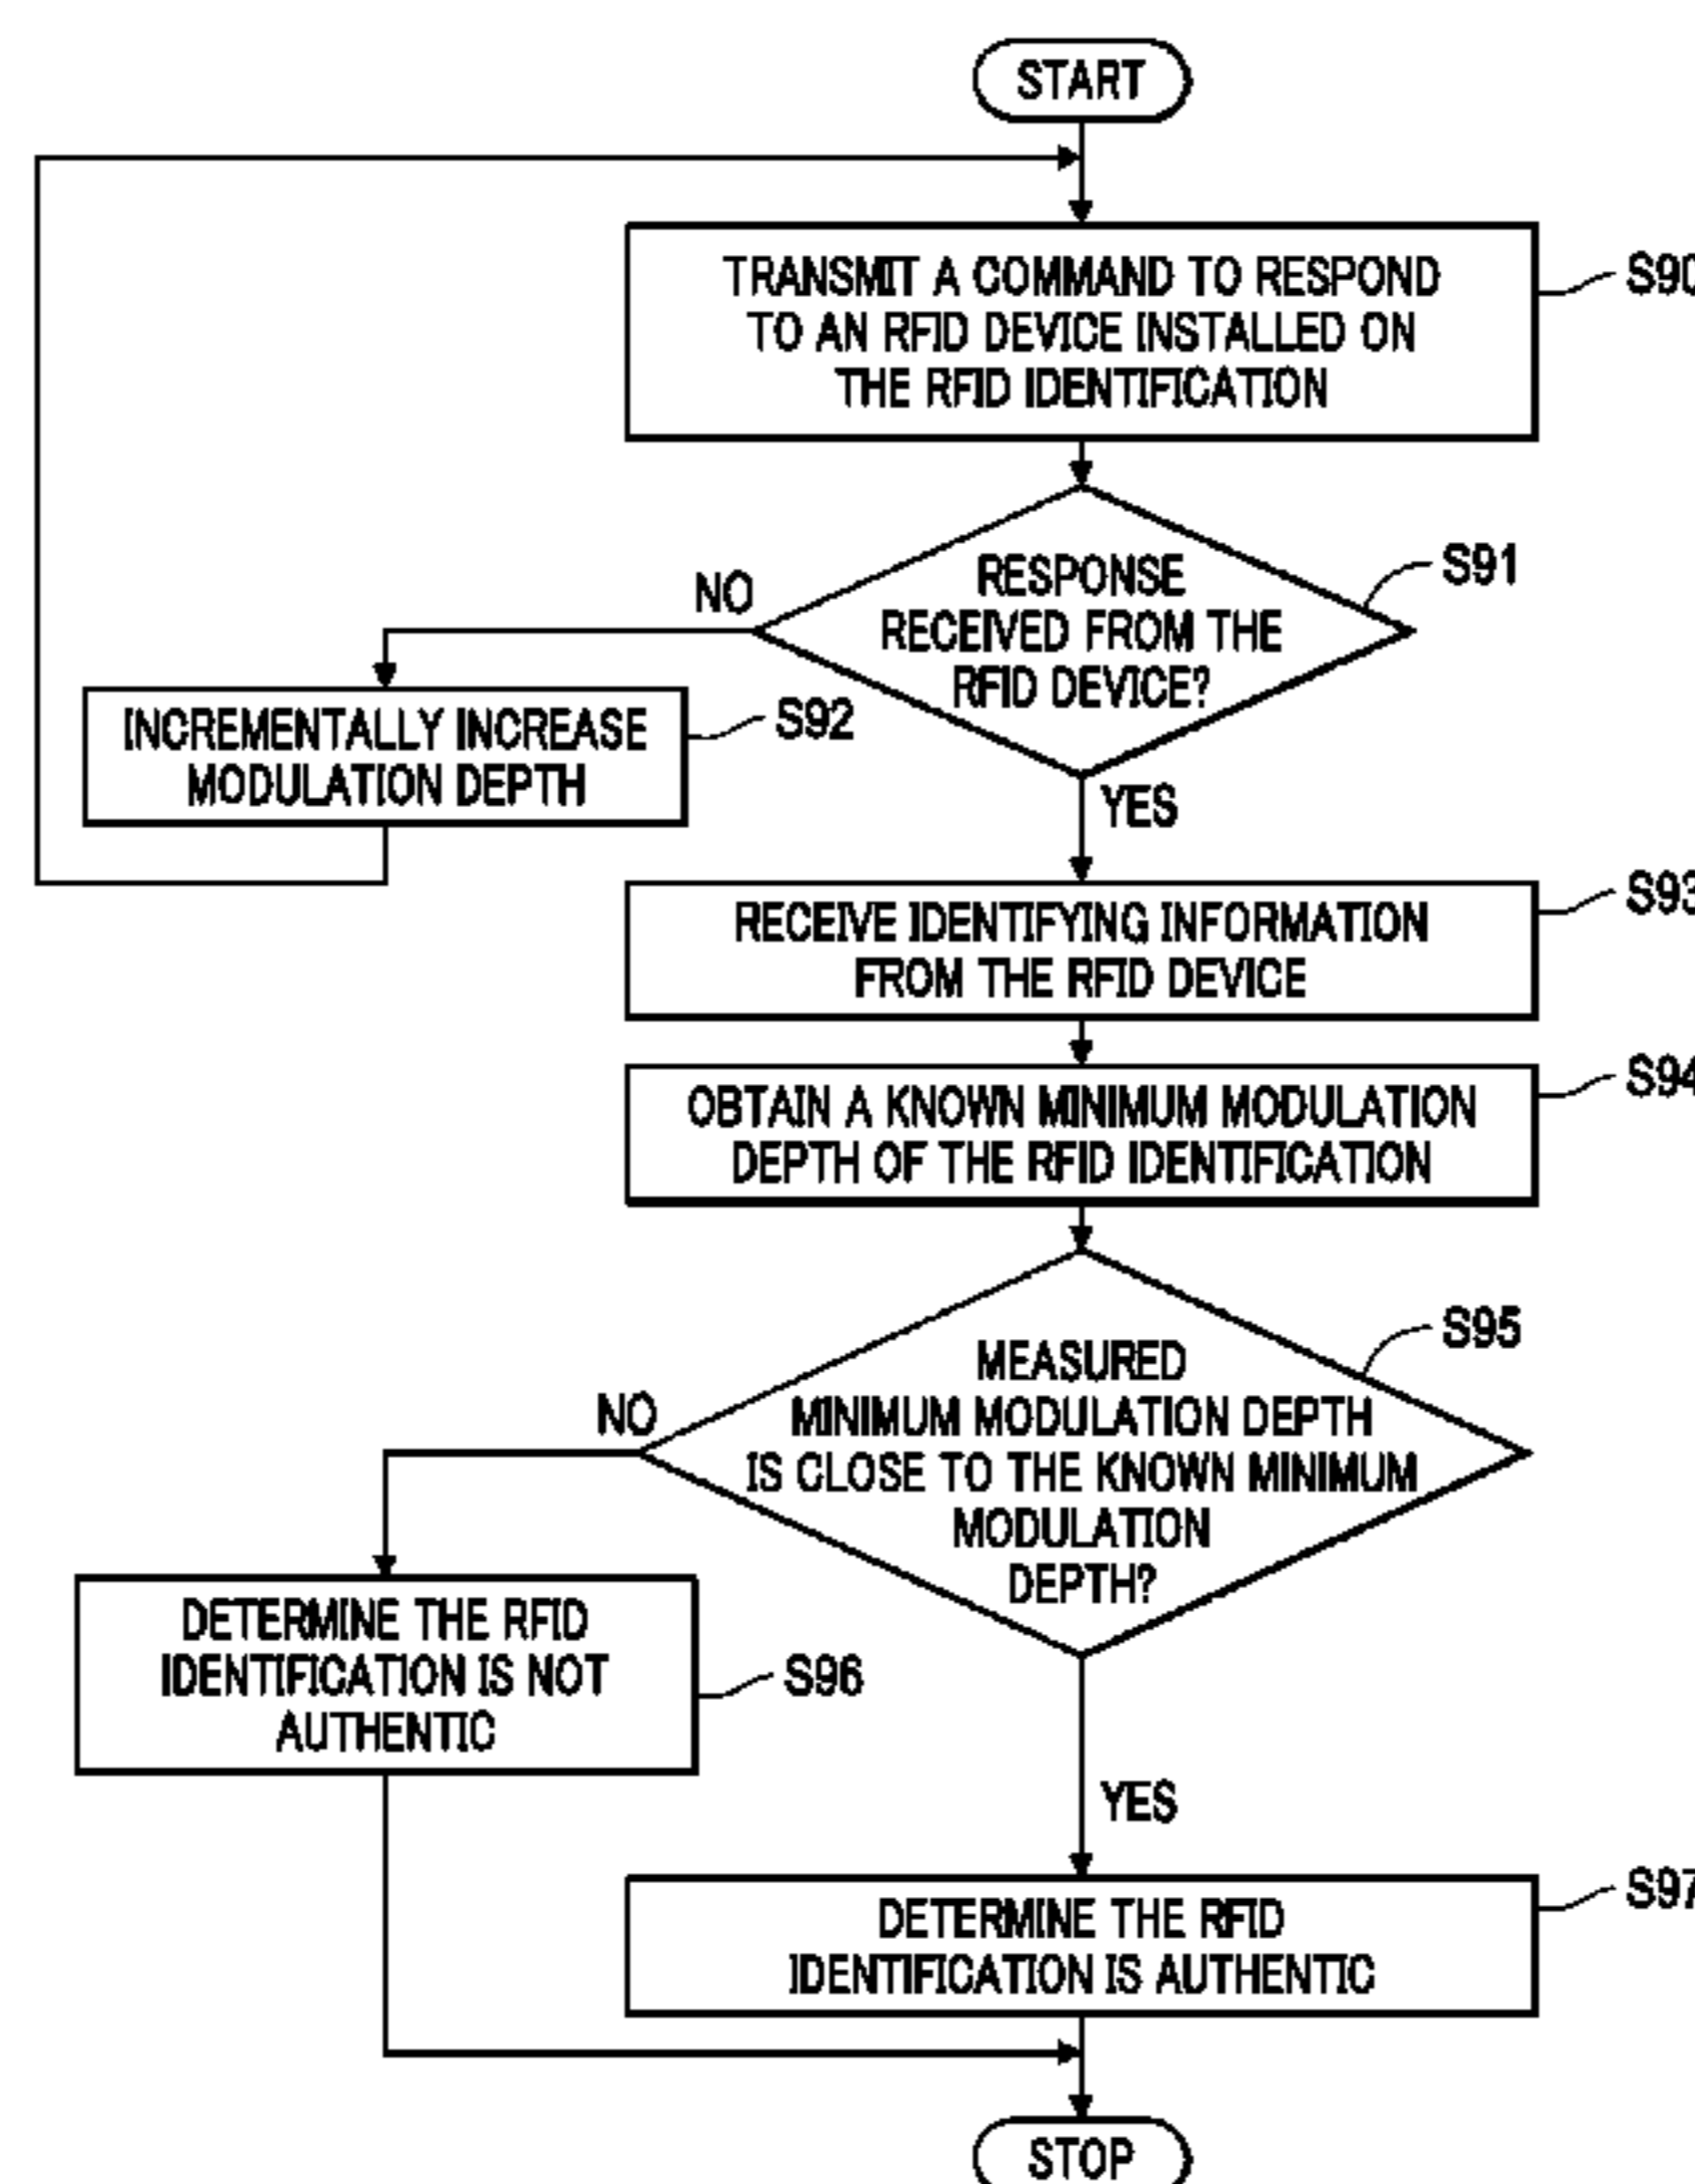 START
TRANSMIT A COMMAND TO RESPOND
TO AN RFID DEVICE INSTALLED ON
THE RFID IDENTIFICATION
S90
RESPONSE
RECEIVED FROM THE
RFID DEVICE?
S91
NO
INCREMENTALLY INCREASE
MODULATION DEPTH
S92
YES
RECEIVE IDENTIFYING INFORMATION
FROM THE RFID DEVICE
S93
OBTAIN A KNOWN MINIMUM MODULATION
DEPTH OF THE RFID IDENTIFICATION
S94
MEASURED
MINIMUM MODULATION DEPTH
IS CLOSE TO THE KNOWN MINIMUM
MODULATION
DEPTH?
S95
NO
DETERMINE THE RFID
IDENTIFICATION IS NOT
AUTHENTIC
S96
YES
DETERMINE THE RFID
IDENTIFICATION IS AUTHENTIC
S97
STOP